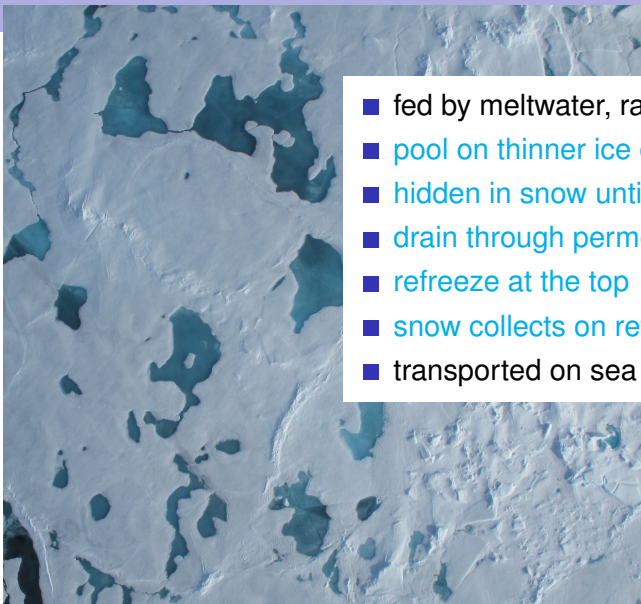 fed by meltwater, ra
pool on thinner ice
hidden in snow unti
drain through perm
refreeze at the top
snow collects on re
transported on sea